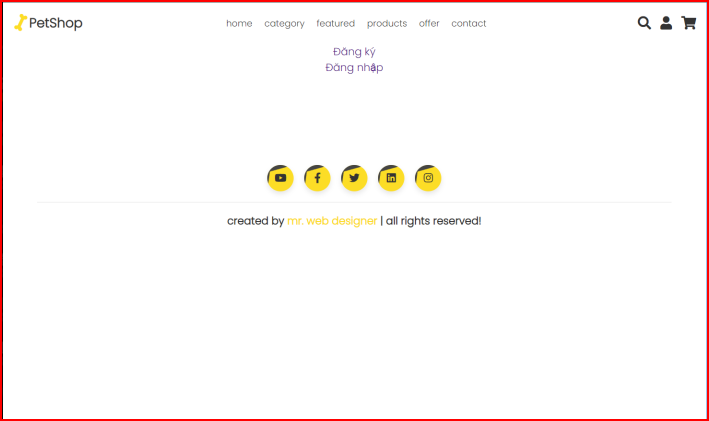 PetShop home category featured products offer contact
Đăng ký
Đăng nhập
created by mr. web designer | all rights reserved!